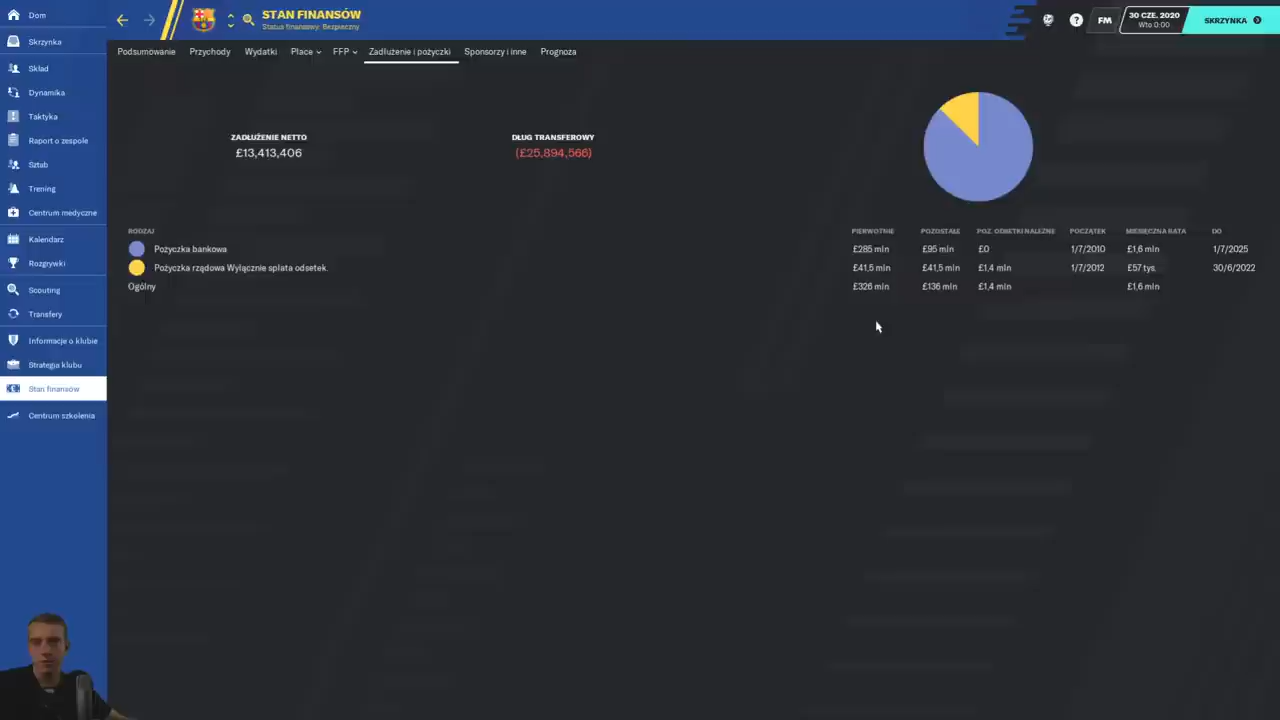 Dom
Skrzynka
Skład
Dynamika
Taktyka
Raport o zespole
Sztab
Trening
Centrum medyczne
Kalendarz
Rozgrywki
Scouting
Transfery
Informacje o klubie
Strategia klubu
Stan finansów
Centrum szkolenia
STAN FINANSÓW
Status finansowy: Bezpieczny
FM
30 CZE. 2020
Wto 0:00
SKRZYNKA
Podsumowanie Przychody Wydatki Płace FFP Zadłużenie i pożyczki Sponsorzy i inne Prognoza
ZADŁUŻENIE NETTO DŁUG TRANSFEROWY
£13,413,406 (£25,894,566)
RODZAJ PIERWOTNIE POZOSTAŁE POZ. ODSETKI NALEŻNE POCZĄTEK MIESIĘCZNA RATA DO
Pożyczka bankowa £285 mln £95 mln £0 1/7/2010 £1,6 mln 1/7/2025
Pożyczka rządowa Wyłącznie spłata odsetek. £41,5 mln £41,5 mln £1,4 mln 1/7/2012 £57 tys. 30/6/2022
Ogólny £326 mln £136 mln £1,4 mln £1,6 mln